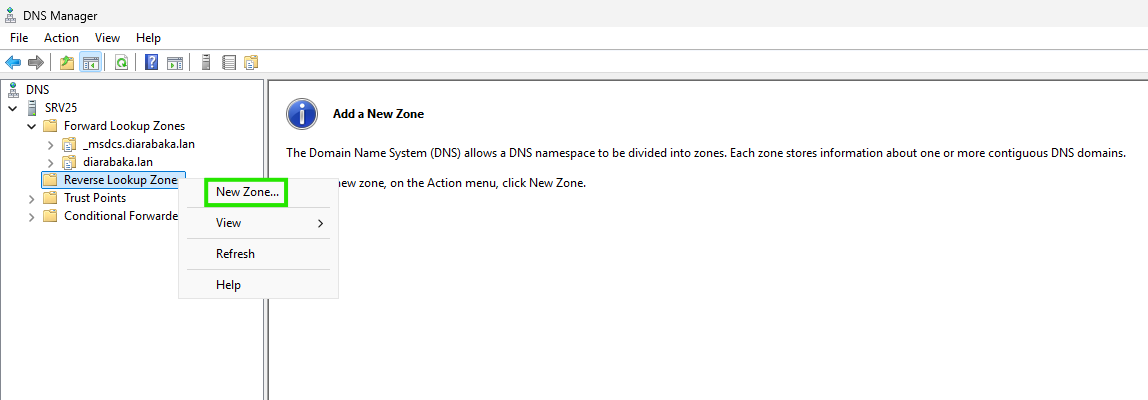 DNS Manager
File Action View Help
DNS
SRV25
Forward Lookup Zones
_msdcs.diarabaka.lan
diarabaka.lan
Reverse Lookup Zone
Trust Points
Conditional Forwarde
New Zone...
View
Refresh
Help
Add a New Zone
The Domain Name System (DNS) allows a DNS namespace to be divided into zones. Each zone stores information about one or more contiguous DNS domains.
new zone, on the Action menu, click New Zone.